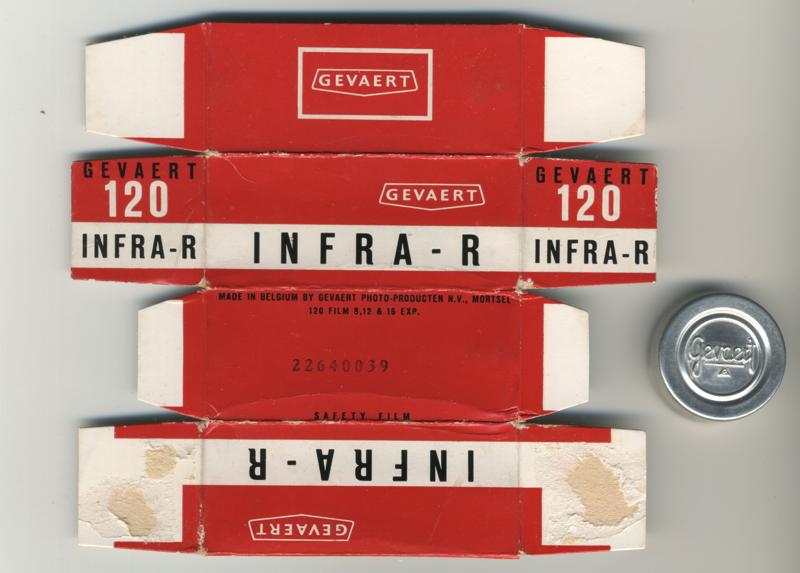 GEVAERT
GEVAERT
120
INFRA-R
GEVAERT
INFRA-R
GEVAERT
120
INFRA-R
MADE IN BELGIUM BY GEVAERT PHOTO-PRODUCTEN N.V., MORTSEL
120 FILM 8,12 & 16 EXP.
22640039
SAFETY FILM
Gevaert
INFRA-R
GEVAERT